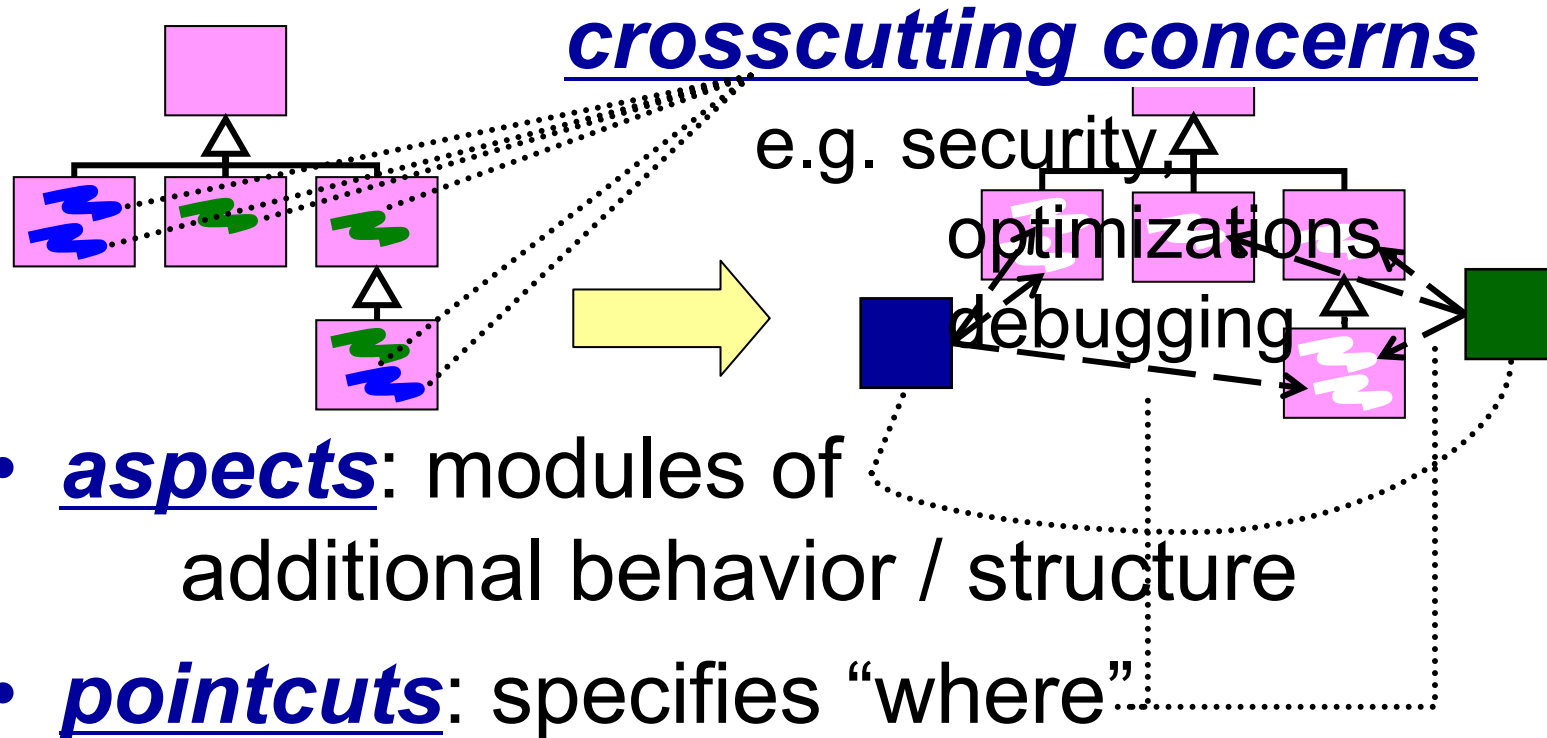 crosscutting concerns
e.g. security,
optimizations
debugging
• aspects: modules of
additional behavior / structure
• pointcuts: specifies “where”